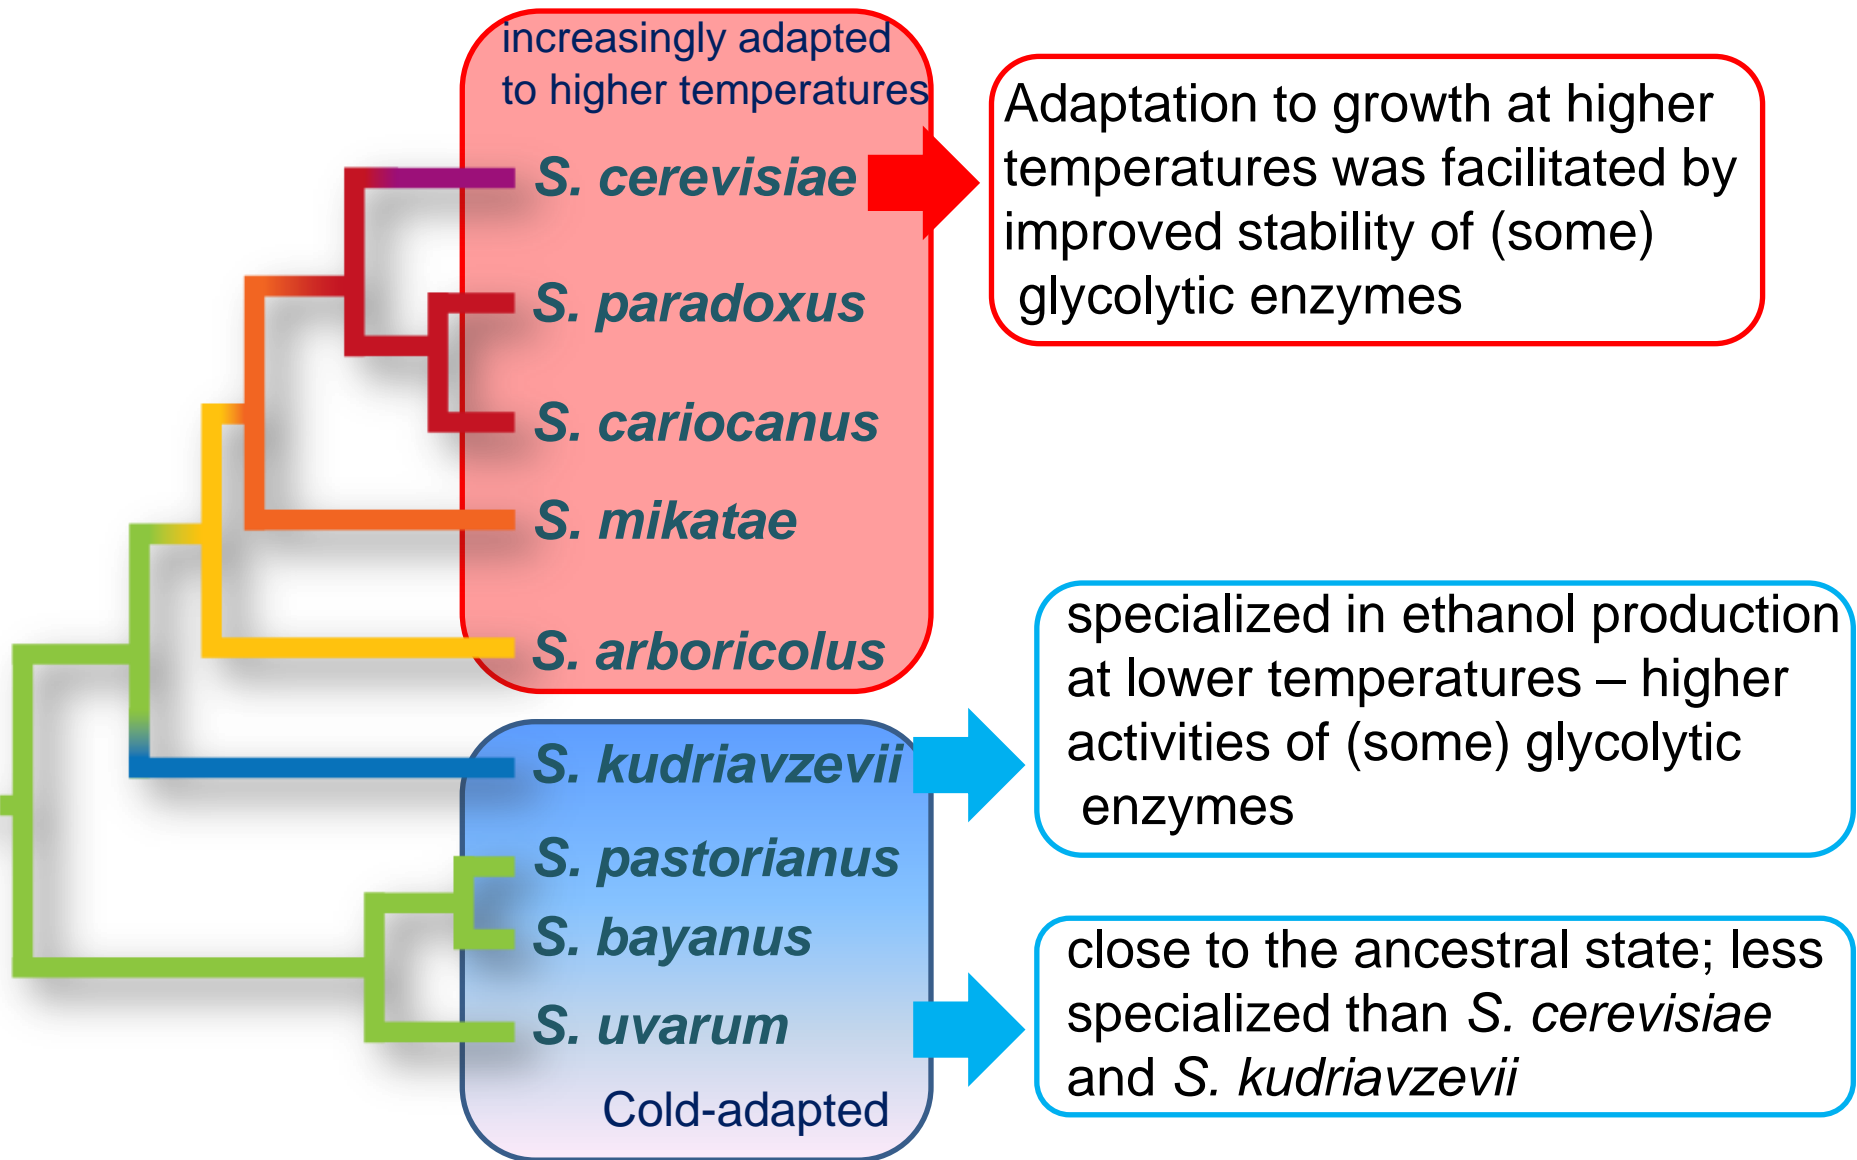 increasingly adapted
to higher temperatures
S. cerevisiae
S. paradoxus
S. cariocanus
S. mikatae
S. arboricolus
S. kudriavzevii
S. pastorianus
S. bayanus
S. uvarum
Cold-adapted
Adaptation to growth at higher
temperatures was facilitated by
improved stability of (some)
glycolytic enzymes
specialized in ethanol production
at lower temperatures – higher
activities of (some) glycolytic
enzymes
close to the ancestral state; less
specialized than S. cerevisiae
and S. kudriavzevii